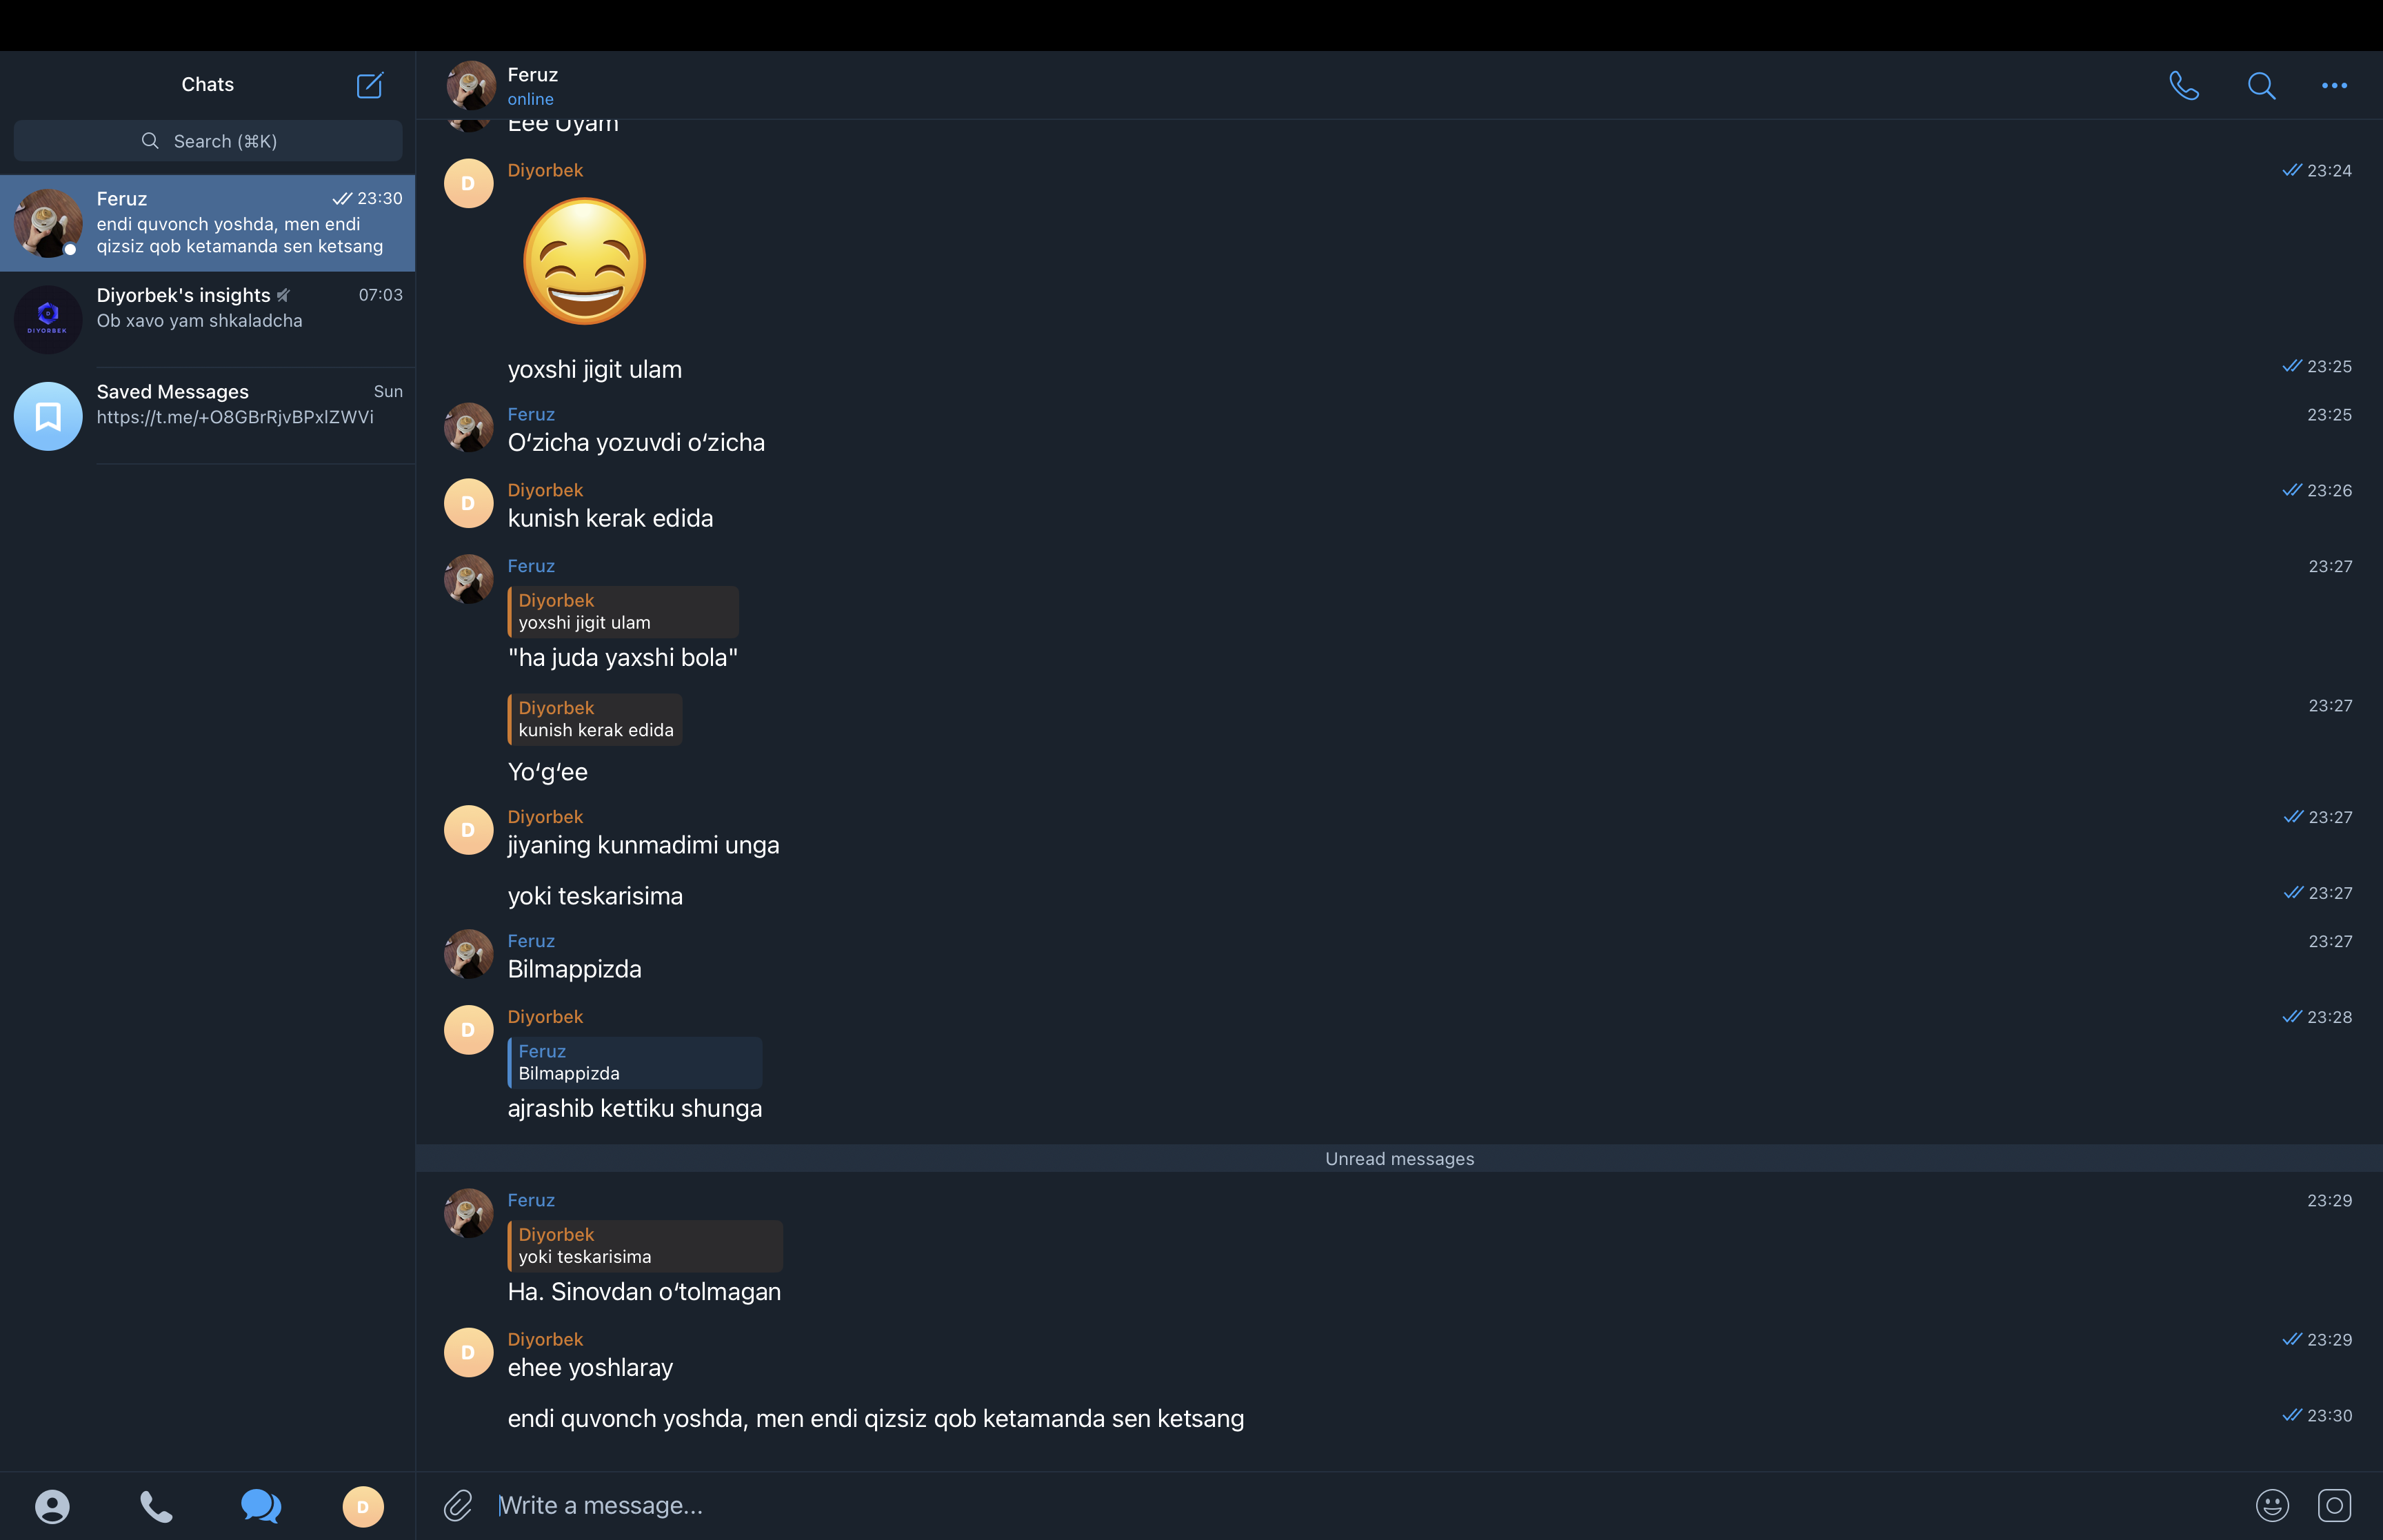 Chats
Search (⌘K)
Feruz
23:30
endi quvonch yoshda, men endi
qizsiz qob ketamanda sen ketsang
Diyorbek's insights
07:03
Ob xavo yam shkaladcha
D
DIYORBEK
Saved Messages
Sun
https://t.me/+O8GBrRjvBPxlZWVi
D
Feruz
online
Eee Uyam
D
Diyorbek
23:24
yoxshi jigit ulam
23:25
Feruz
23:25
Oʻzicha yozuvdi oʻzicha
D
Diyorbek
23:26
kunish kerak edida
Feruz
23:27
Diyorbek
yoxshi jigit ulam
"ha juda yaxshi bola"
Diyorbek
23:27
kunish kerak edida
Yoʻgʻee
D
Diyorbek
23:27
jiyaning kunmadimi unga
yoki teskarisima
23:27
Feruz
23:27
Bilmappizda
D
Diyorbek
23:28
Feruz
Bilmappizda
ajrashib kettiku shunga
Unread messages
Feruz
23:29
Diyorbek
yoki teskarisima
Ha. Sinovdan oʻtolmagan
D
Diyorbek
23:29
ehee yoshlaray
endi quvonch yoshda, men endi qizsiz qob ketamanda sen ketsang
23:30
Write a message...